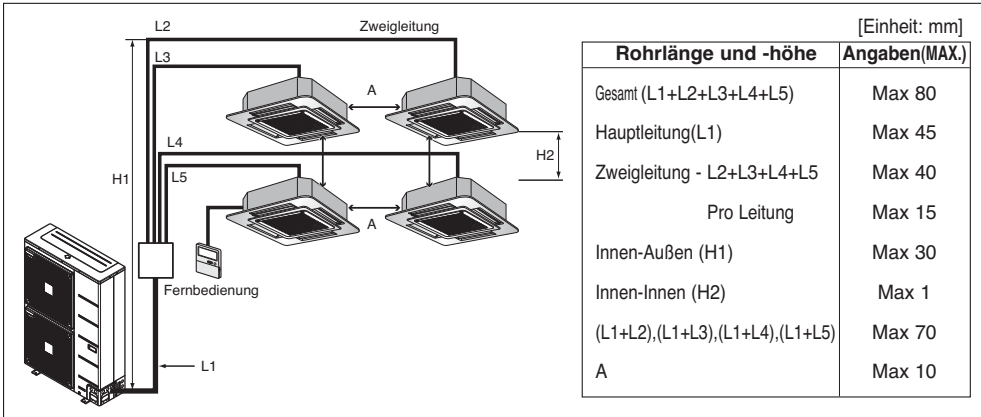 L2
Zweigleitung
L3
A
L4
H2
H1
L5
A
Fernbedienung
L1
[Einheit: mm]
Rohrlänge und -höhe Angaben(MAX.)
Gesamt (L1+L2+L3+L4+L5) Max 80
Hauptleitung(L1) Max 45
Zweigleitung - L2+L3+L4+L5 Max 40
Pro Leitung Max 15
Innen-Außen (H1) Max 30
Innen-Innen (H2) Max 1
(L1+L2),(L1+L3),(L1+L4),(L1+L5) Max 70
A Max 10